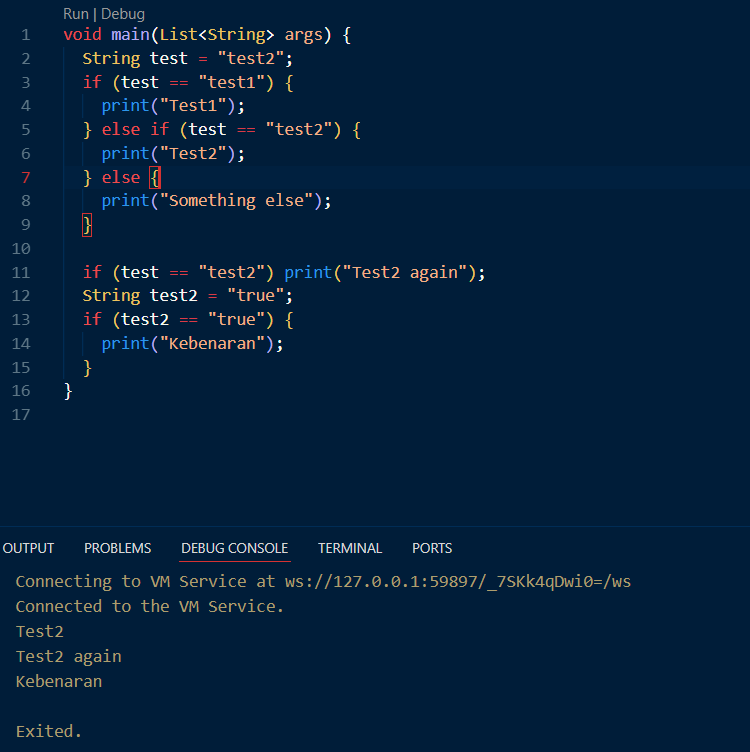 Run | Debug
1 void main(List<String> args) {
2 String test = "test2";
3 if (test == "test1") {
4 print("Test1");
5 } else if (test == "test2") {
6 print("Test2");
7 } else {
8 print("Something else");
9 }
10
11 if (test == "test2") print("Test2 again");
12 String test2 = "true";
13 if (test2 == "true") {
14 print("Kebenaran");
15 }
16 }
17
OUTPUT PROBLEMS DEBUG CONSOLE TERMINAL PORTS
Connecting to VM Service at ws://127.0.0.1:59897/_7SKk4qDwi0=/ws
Connected to the VM Service.
Test2
Test2 again
Kebenaran
Exited.